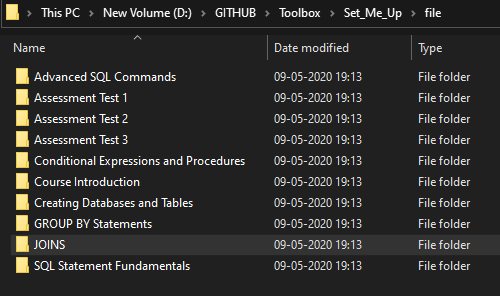 This PC > New Volume (D:) > GITHUB > Toolbox > Set_Me_Up > file
Name Date modified Type
Advanced SQL Commands 09-05-2020 19:13 File folder
Assessment Test 1 09-05-2020 19:13 File folder
Assessment Test 2 09-05-2020 19:13 File folder
Assessment Test 3 09-05-2020 19:13 File folder
Conditional Expressions and Procedures 09-05-2020 19:13 File folder
Course Introduction 09-05-2020 19:13 File folder
Creating Databases and Tables 09-05-2020 19:13 File folder
GROUP BY Statements 09-05-2020 19:13 File folder
JOINS 09-05-2020 19:13 File folder
SQL Statement Fundamentals 09-05-2020 19:13 File folder